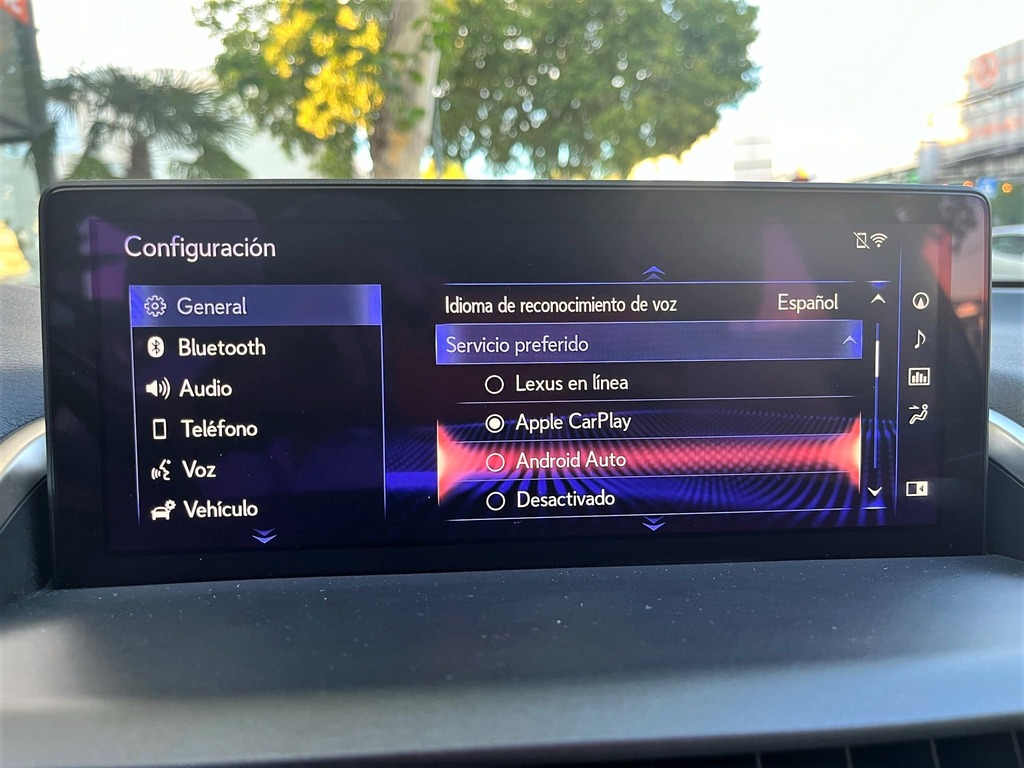 Configuración
General
Bluetooth
Audio
Teléfono
Voz
Vehículo
Idioma de reconocimiento de voz Español
Servicio preferido
Lexus en línea
Apple CarPlay
Android Auto
Desactivado